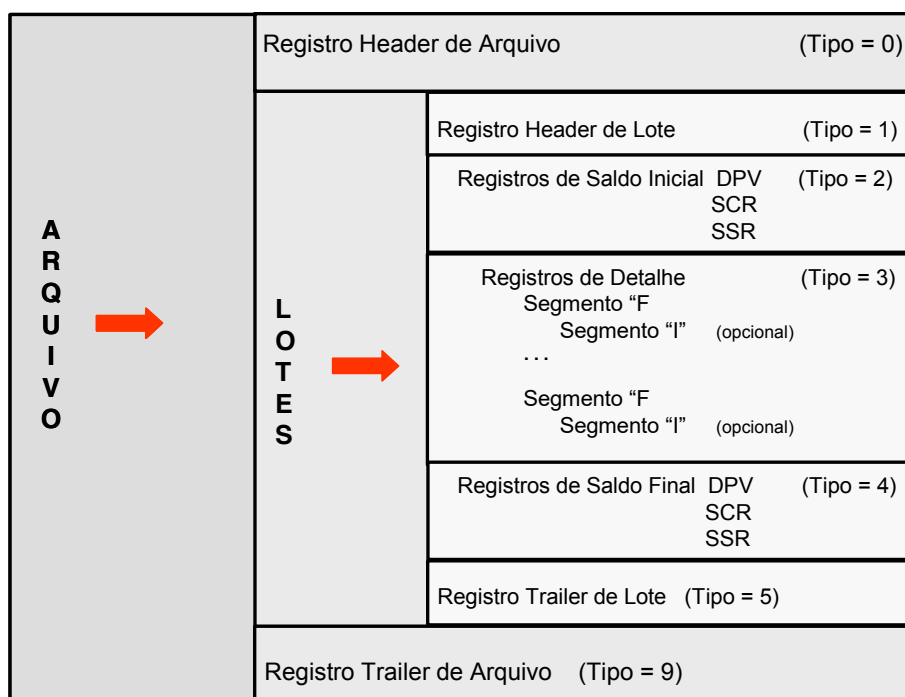 Registro Header de Arquivo (Tipo = 0)
ARQUIVO
LOTES
Registro Header de Lote (Tipo = 1)
Registros de Saldo Inicial DPV (Tipo = 2)
SCR
SSR
Registros de Detalhe (Tipo = 3)
Segmento “F
Segmento “I” (opcional)
...
Segmento “F
Segmento “I” (opcional)
Registros de Saldo Final DPV (Tipo = 4)
SCR
SSR
Registro Trailer de Lote (Tipo = 5)
Registro Trailer de Arquivo (Tipo = 9)